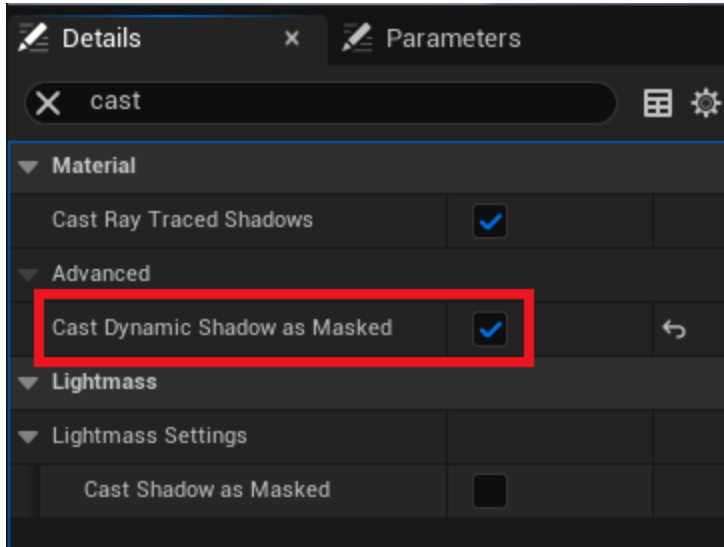 Details
Parameters
cast
Material
Cast Ray Traced Shadows
Advanced
Cast Dynamic Shadow as Masked
Lightmass
Lightmass Settings
Cast Shadow as Masked